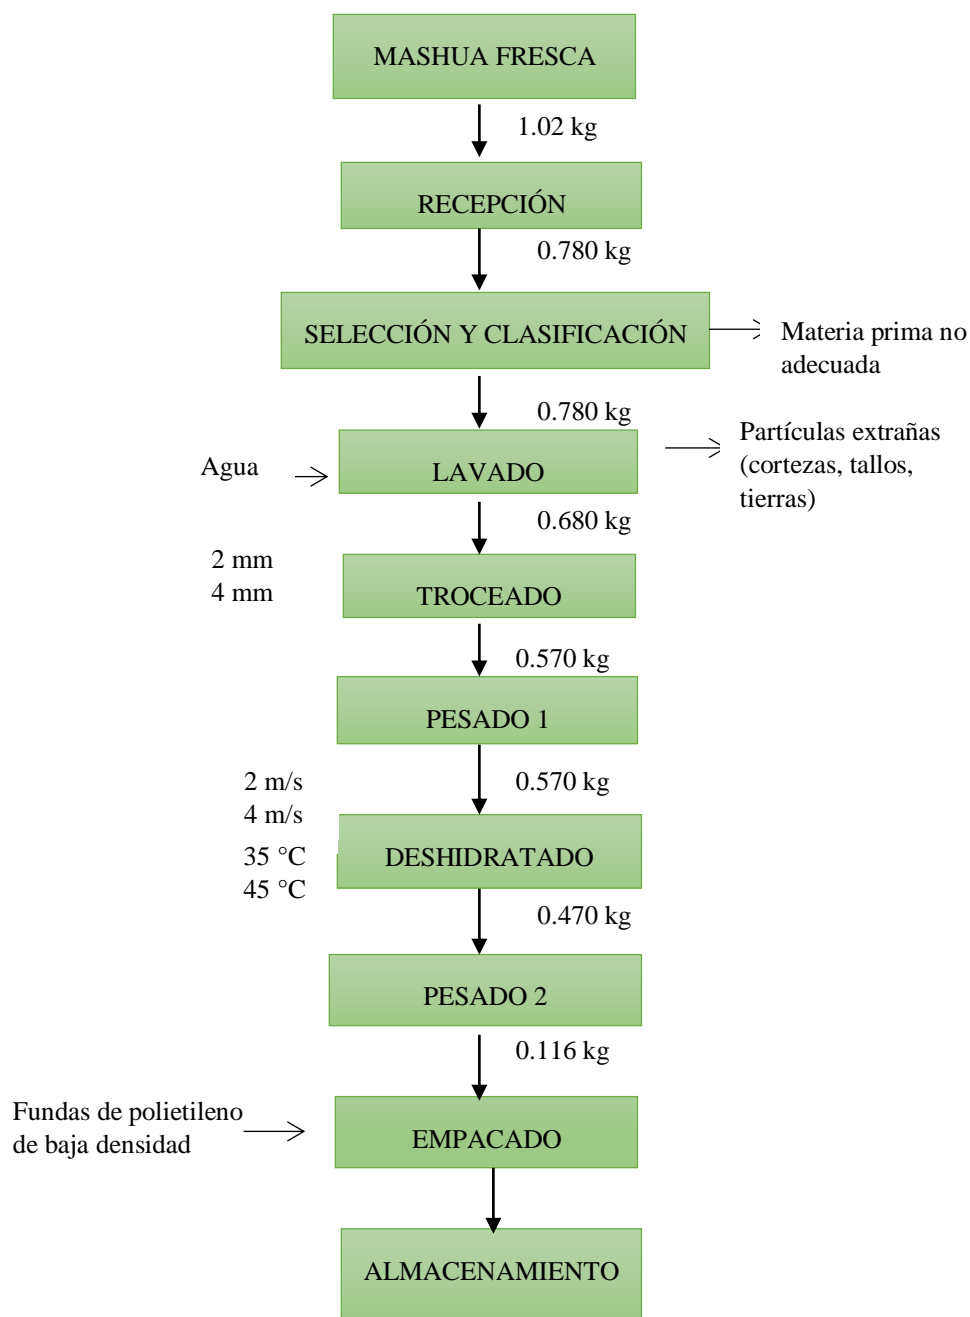 MASHUA FRESCA
1.02 kg
RECEPCIÓN
0.780 kg
SELECCIÓN Y CLASIFICACIÓN
Materia prima no
adecuada
0.780 kg
Partículas extrañas
(cortezas, tallos,
tierras)
Agua
LAVADO
0.680 kg
2 mm
4 mm
TROCEADO
0.570 kg
PESADO 1
0.570 kg
2 m/s
4 m/s
35 °C
45 °C
DESHIDRATADO
0.470 kg
PESADO 2
0.116 kg
Fundas de polietileno
de baja densidad
EMPACADO
ALMACENAMIENTO